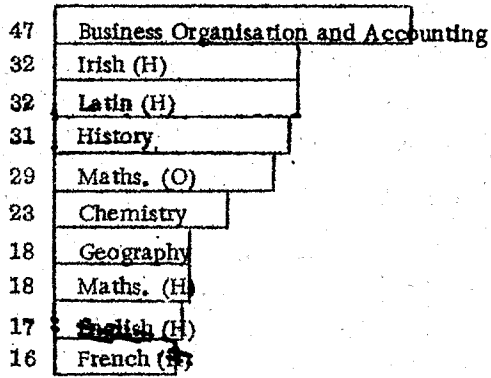 47 Business Organisation and Accounting
32 Irish (H)
32 Latin (H)
31 History
29 Maths. (O)
23 Chemistry
18 Geography
18 Maths. (H)
17 English (H)
16 French (H)